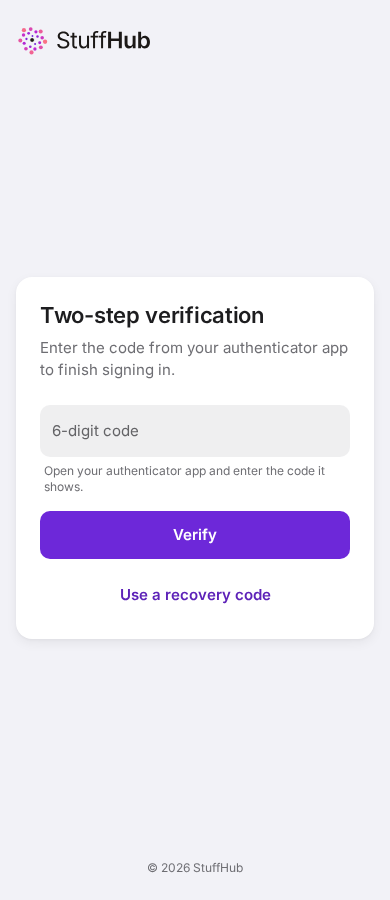 StuffHub
Two-step verification
Enter the code from your authenticator app
to finish signing in.
6-digit code
Open your authenticator app and enter the code it
shows.
Verify
Use a recovery code
© 2026 StuffHub